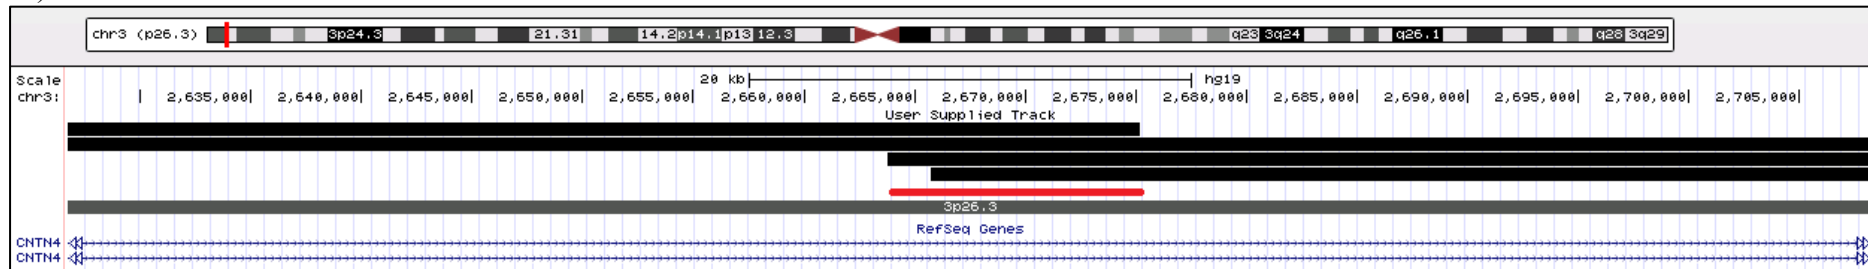 chr3 (p26.3) 3p24.3 21.31 14.2 p14.1 p13 12.3 q23 3q24 q26.1 q28 3q29
Scale 20 kb hg19
chr3: | 2,635,000| 2,640,000| 2,645,000| 2,650,000| 2,655,000| 2,660,000| 2,665,000| 2,670,000| 2,675,000| 2,680,000| 2,685,000| 2,690,000| 2,695,000| 2,700,000| 2,705,000|
User Supplied Track
3p26.3
RefSeq Genes
CNTN4
CNTN4